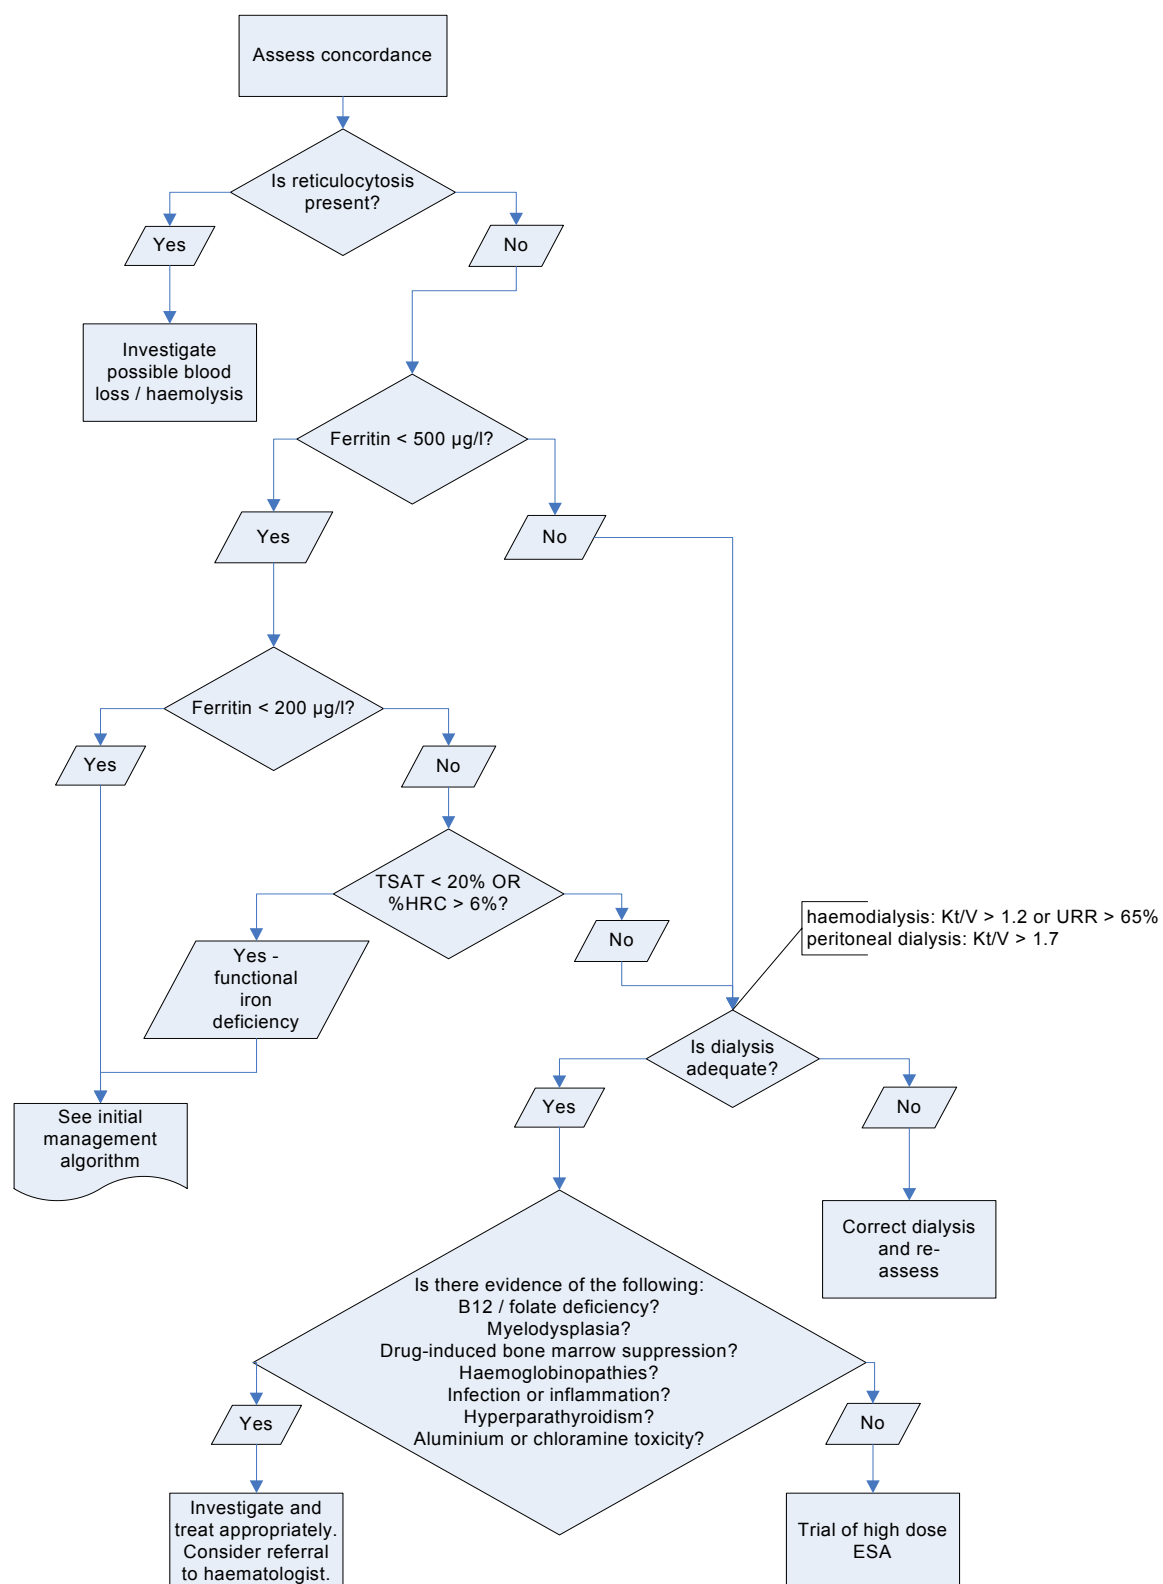 Assess concordance
Is reticulocytosis
present?
Yes
No
Investigate
possible blood
loss / haemolysis
Ferritin < 500 µg/l?
Yes
No
Ferritin < 200 µg/l?
Yes
No
TSAT < 20% OR
%HRC > 6%?
haemodialysis: Kt/V > 1.2 or URR > 65%
peritoneal dialysis: Kt/V > 1.7
No
Yes -
functional
iron
deficiency
Is dialysis
adequate?
Yes
No
See initial
management
algorithm
Correct dialysis
and re-
assess
Is there evidence of the following:
B12 / folate deficiency?
Myelodysplasia?
Drug-induced bone marrow suppression?
Haemoglobinopathies?
Infection or inflammation?
Hyperparathyroidism?
Aluminium or chloramine toxicity?
Yes
No
Investigate and
treat appropriately.
Consider referral
to haematologist.
Trial of high dose
ESA